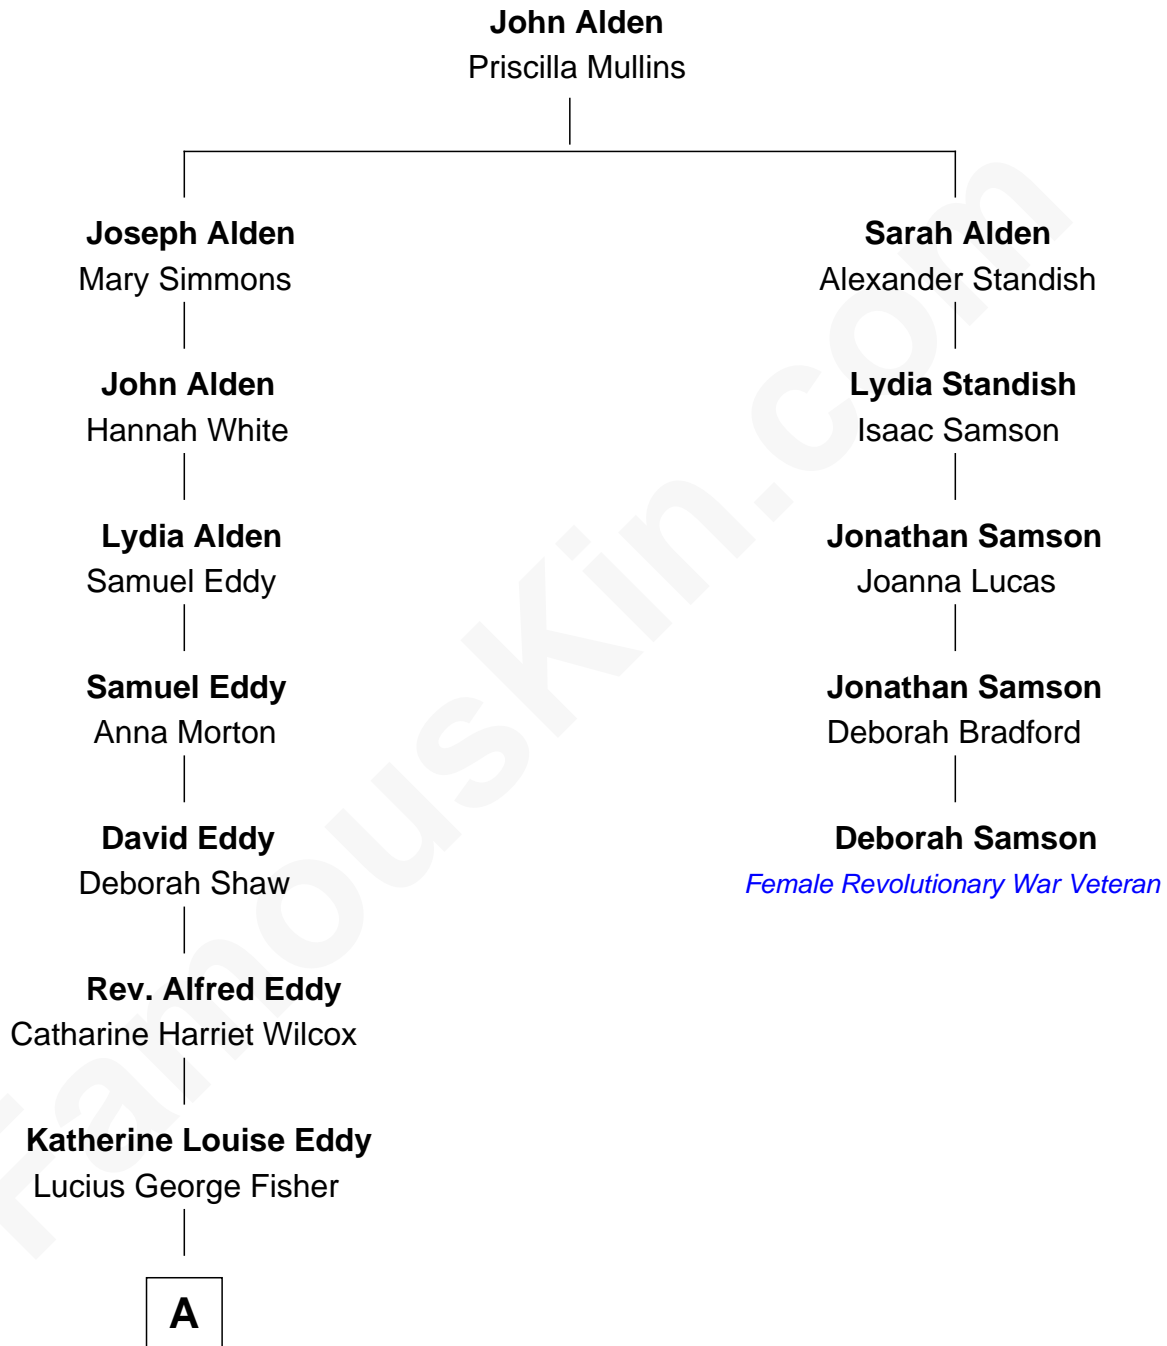 John Alden
Priscilla Mullins
Joseph Alden
Mary Simmons
Sarah Alden
Alexander Standish
John Alden
Hannah White
Lydia Standish
Isaac Samson
Lydia Alden
Samuel Eddy
Jonathan Samson
Joanna Lucas
Samuel Eddy
Anna Morton
Jonathan Samson
Deborah Bradford
David Eddy
Deborah Shaw
Deborah Samson
Female Revolutionary War Veteran
Rev. Alfred Eddy
Catharine Harriet Wilcox
Katherine Louise Eddy
Lucius George Fisher
A
FamousKin.com